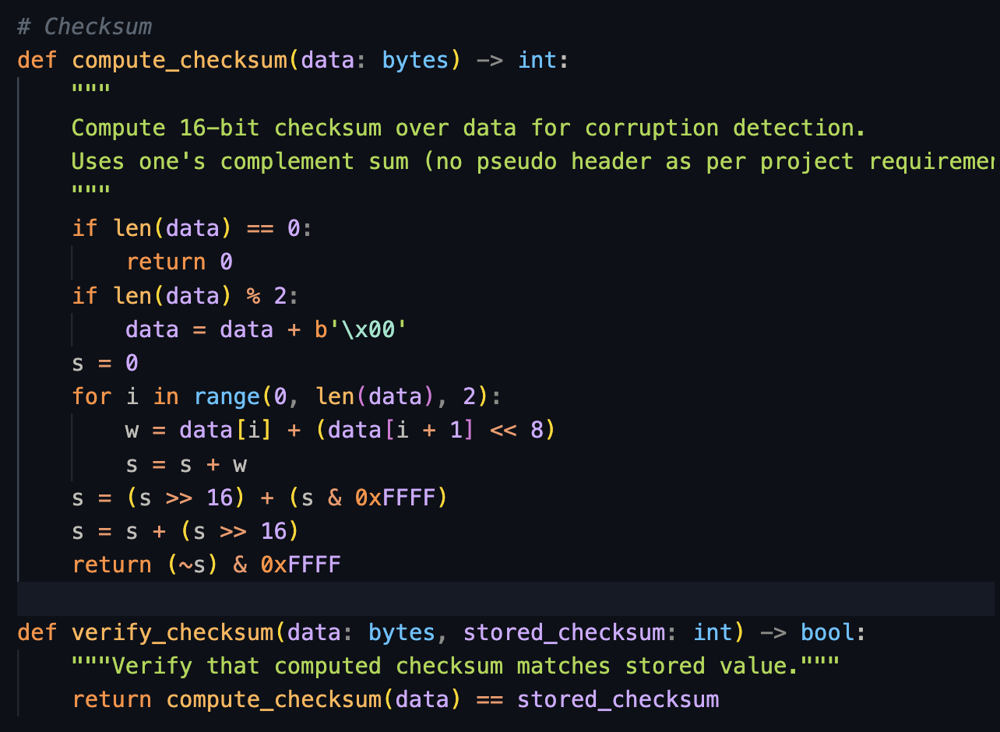 # Checksum
def compute_checksum(data: bytes) -> int:
    """
    Compute 16-bit checksum over data for corruption detection.
    Uses one's complement sum (no pseudo header as per project
    """
    if len(data) == 0:
        return 0
    if len(data) % 2:
        data = data + b'\x00'
    s = 0
    for i in range(0, len(data), 2):
        w = data[i] + (data[i + 1] << 8)
        s = s + w
    s = (s >> 16) + (s & 0xFFFF)
    s = s + (s >> 16)
    return (~s) & 0xFFFF

def verify_checksum(data: bytes, stored_checksum: int) -> bool:
    """Verify that computed checksum matches stored value."""
    return compute_checksum(data) == stored_checksum